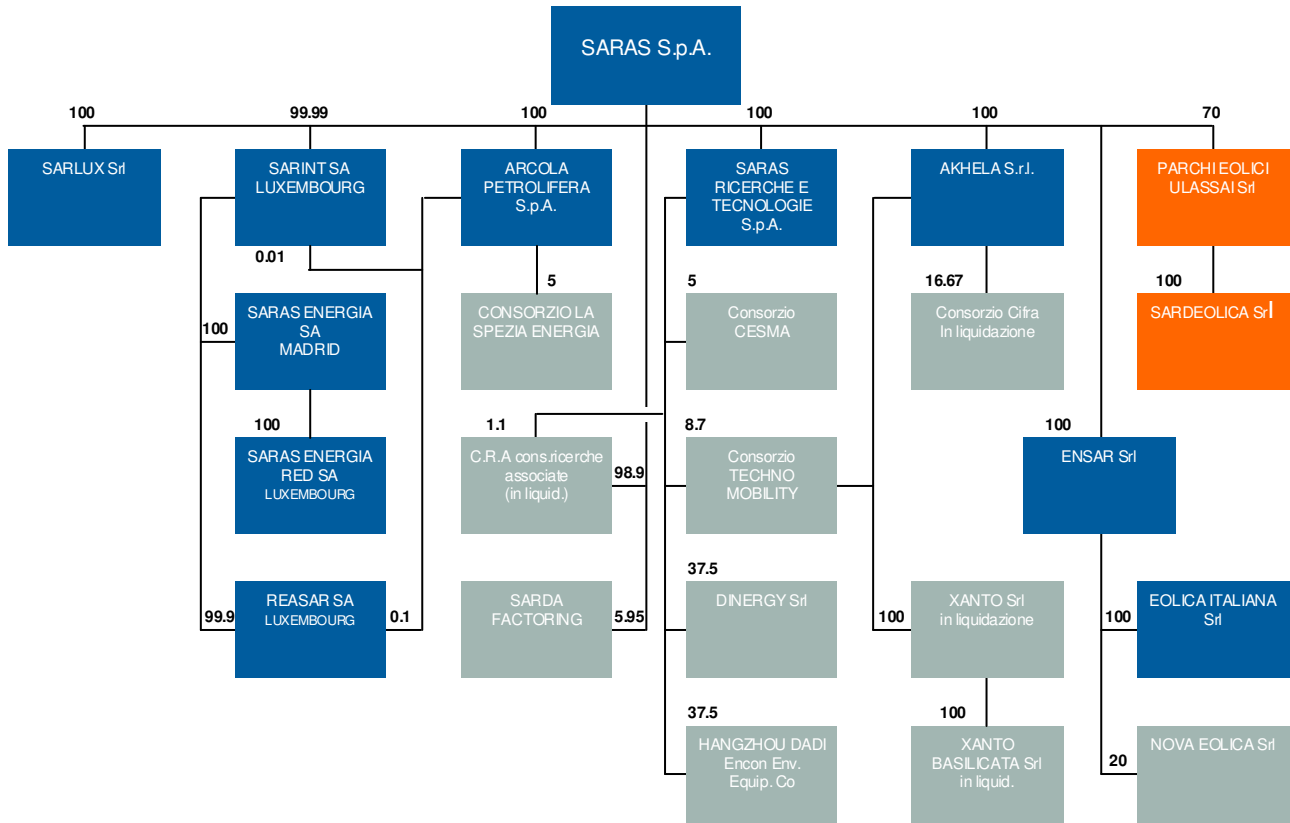 SARAS S.p.A.
100
99.99
100
100
100
70
SARLUX Srl
SARINT SA
LUXEMBOURG
ARCOLA
PETROLIFERA
S.p.A.
SARAS
RICERCHE E
TECNOLOGIE
S.p.A.
AKHELA S.r.l.
PARCHI EOLICI
ULASSAI Srl
0.01
5
5
16.67
100
100
SARAS ENERGIA
SA
MADRID
CONSORZIO LA
SPEZIA ENERGIA
Consorzio
CESMA
Consorzio Cifra
In liquidazione
SARDEOLICA Srl
100
1.1
8.7
100
SARAS ENERGIA
RED SA
LUXEMBOURG
C.R.A cons.ricerche
associate
(in liquid.)
98.9
Consorzio
TECHNO
MOBILITY
ENSAR Srl
37.5
99.9
REASAR SA
LUXEMBOURG
0.1
SARDA
FACTORING
5.95
DINERGY Srl
100
XANTO Srl
in liquidazione
100
EOLICA ITALIANA
Srl
37.5
100
HANGZHOU DADI
Encon Env.
Equip. Co
XANTO
BASILICATA Srl
in liquid.
20
NOVA EOLICA Srl